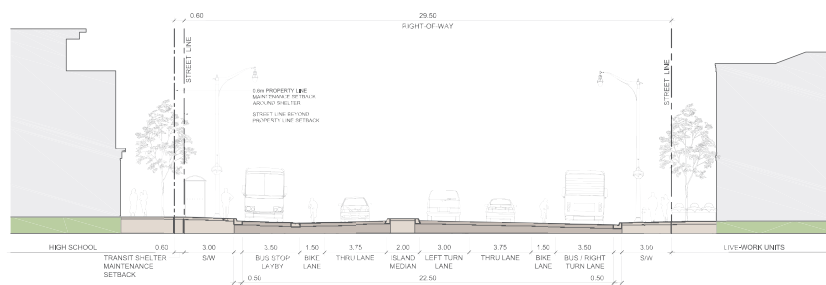 0.60 29.50
RIGHT-OF-WAY
STREET LINE
STREET LINE
0.6m PROPERTY LINE
MAINTENANCE SETBACK
AROUND SHELTER
STREET LINE BEYOND
PROPERTY LINE SETBACK
HIGH SCHOOL 0.60 3.00 3.50 1.50 3.75 2.00 3.00 3.75 1.50 3.50 3.00 LIVE-WORK UNITS
TRANSIT SHELTER S/W BUS STOP BIKE THRU LANE ISLAND LEFT TURN THRU LANE BIKE BUS / RIGHT S/W
MAINTENANCE LAYBY LANE MEDIAN LANE LANE TURN LANE
SETBACK
0.50 22.50 0.50